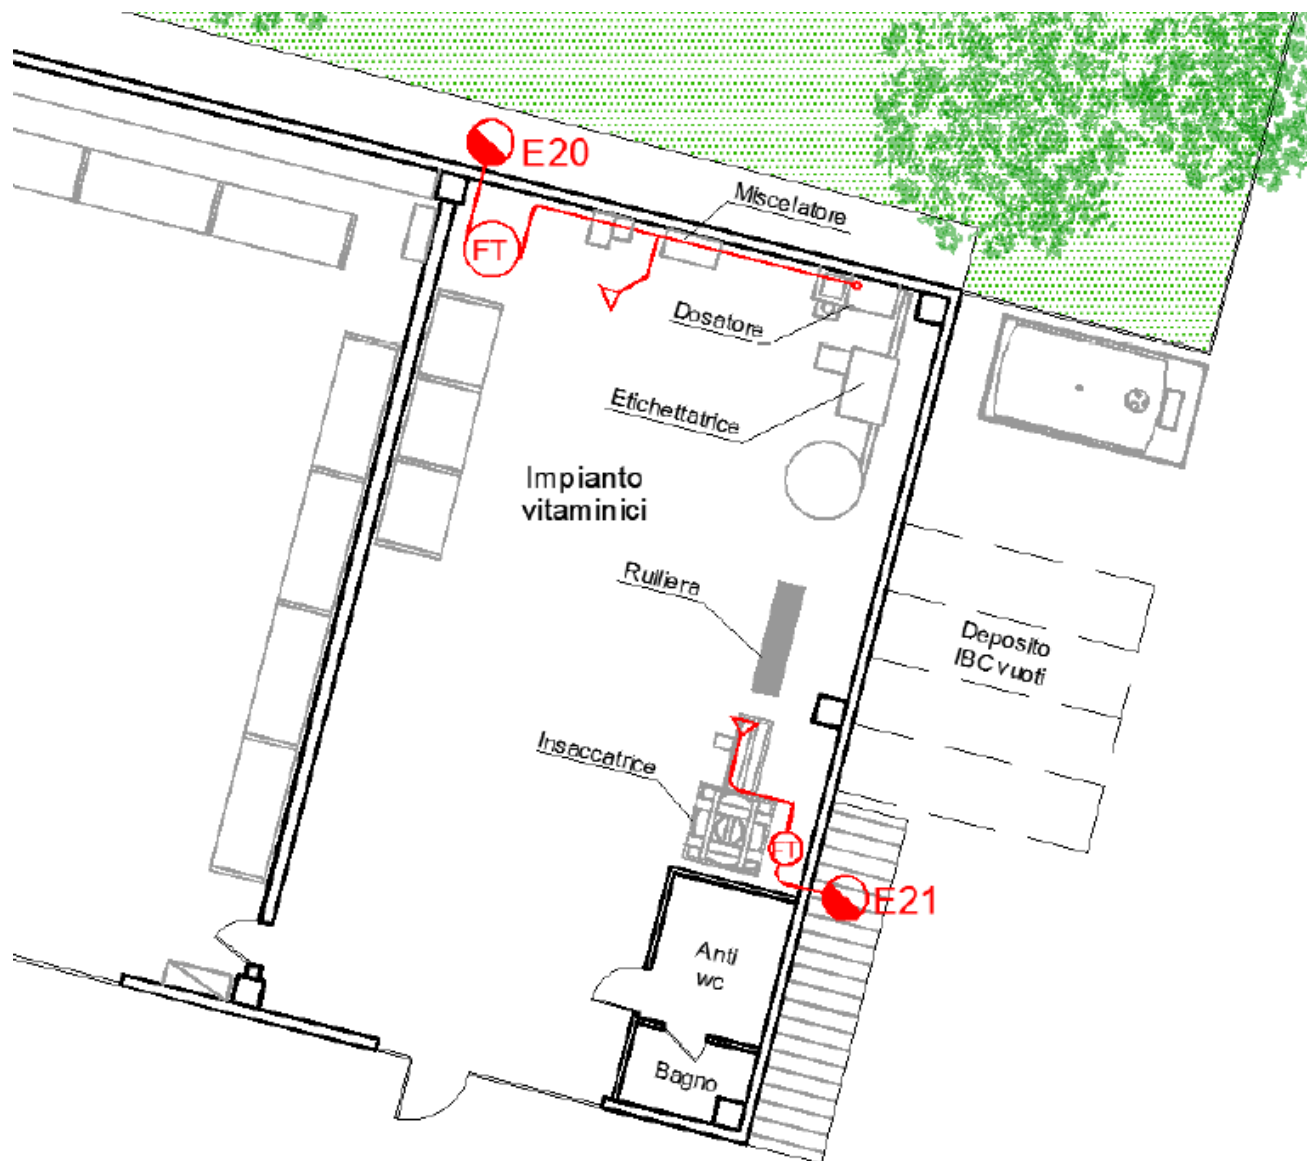 E20
Miscelatore
FT
Dosatore
Etichettatrice
Impianto
vitaminici
Rulliera
Deposito
IBC vuoti
Insaccatrice
FT
E21
Anti
wc
Bagno